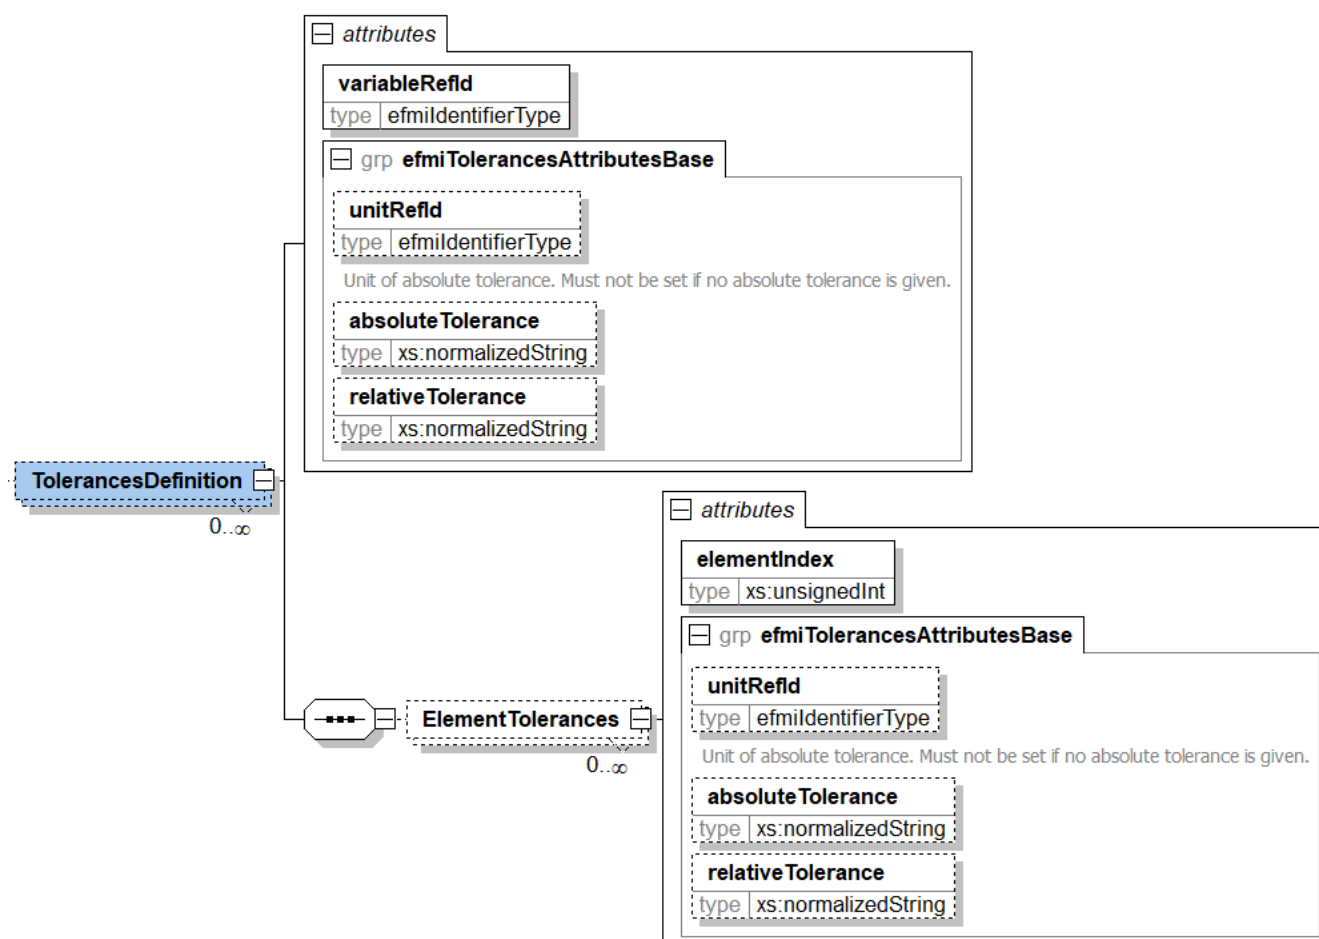 attributes
variableRefId
type efmiIdentifierType
grp efmiTolerancesAttributesBase
unitRefId
type efmiIdentifierType
Unit of absolute tolerance. Must not be set if no absolute tolerance is given.
absoluteTolerance
type xs:normalizedString
relativeTolerance
type xs:normalizedString
TolerancesDefinition
0..∞
attributes
elementIndex
type xs:unsignedInt
grp efmiTolerancesAttributesBase
unitRefId
type efmiIdentifierType
ElementTolerances
0..∞
Unit of absolute tolerance. Must not be set if no absolute tolerance is given.
absoluteTolerance
type xs:normalizedString
relativeTolerance
type xs:normalizedString